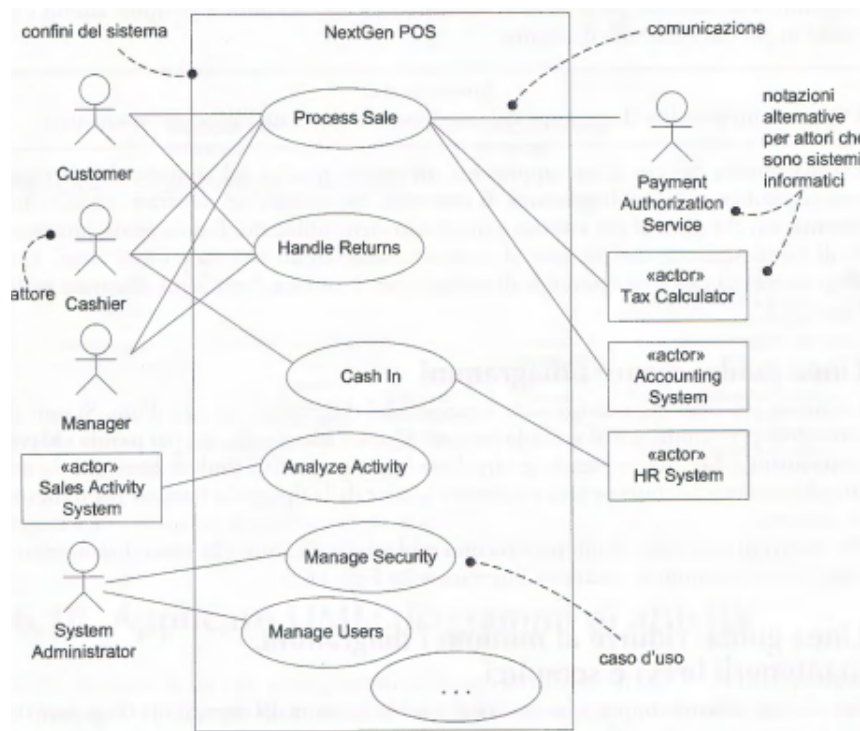 confini del sistema
NextGen POS
comunicazione
Process Sale
notazioni
alternative
per attori che
sono sistemi
informatici
Customer
Payment
Authorization
Service
Handle Returns
attore
Cashier
«actor»
Tax Calculator
Cash In
«actor»
Accounting
System
Manager
«actor»
Sales Activity
System
Analyze Activity
«actor»
HR System
Manage Security
System
Administrator
Manage Users
caso d'uso
. . .